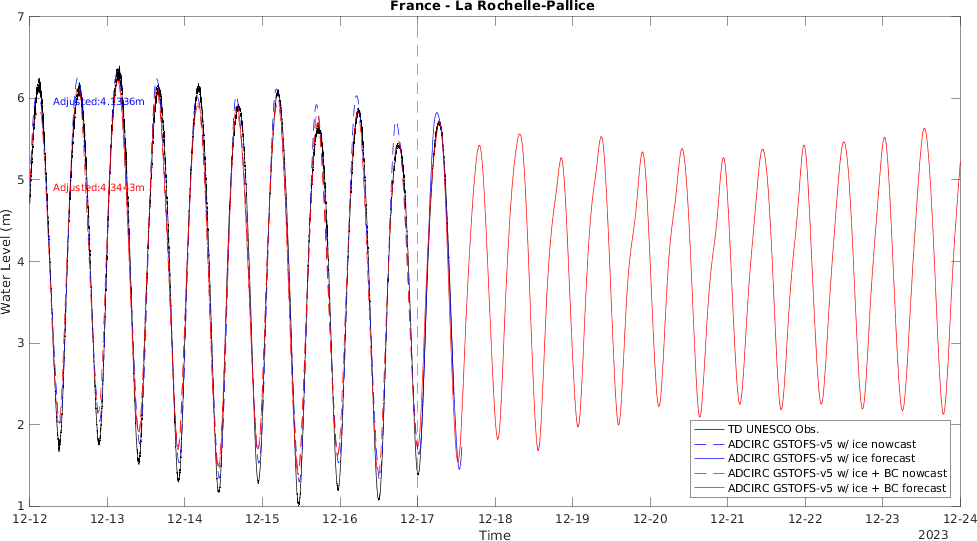 France - La Rochelle-Pallice
7
6
5
4
3
2
1
Water Level (m)
Adjusted:4.1336m
Adjusted:4.3443m
TD UNESCO Obs.
ADCIRC GSTOFS-v5 w/ ice nowcast
ADCIRC GSTOFS-v5 w/ ice forecast
ADCIRC GSTOFS-v5 w/ ice + BC nowcast
ADCIRC GSTOFS-v5 w/ ice + BC forecast
12-12 12-13 12-14 12-15 12-16 12-17 12-18 12-19 12-20 12-21 12-22 12-23 12-24
Time
2023